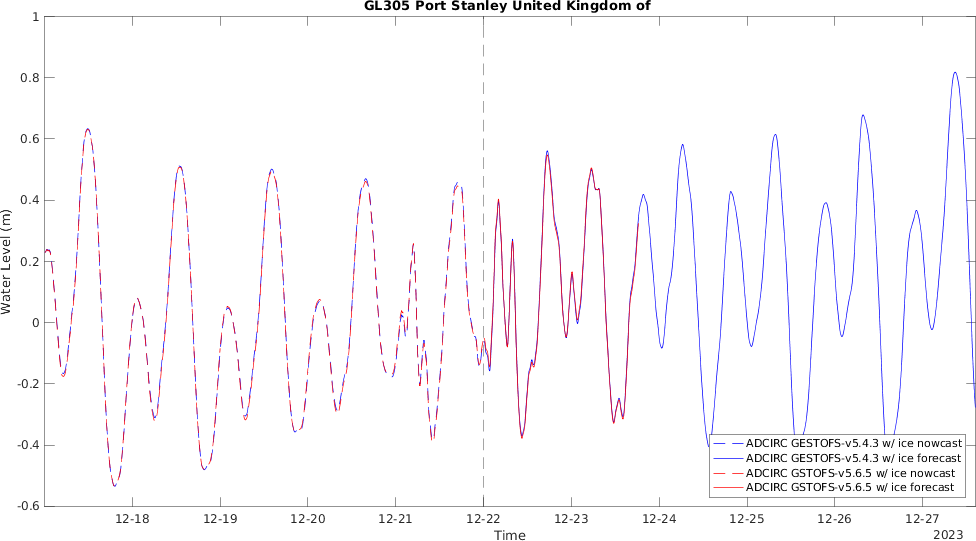 GL305 Port Stanley United Kingdom of
1
0.8
0.6
0.4
0.2
0
-0.2
-0.4
-0.6
Water Level (m)
12-18 12-19 12-20 12-21 12-22 12-23 12-24 12-25 12-26 12-27
Time
2023
ADCIRC GESTOFS-v5.4.3 w/ ice nowcast
ADCIRC GESTOFS-v5.4.3 w/ ice forecast
ADCIRC GSTOFS-v5.6.5 w/ ice nowcast
ADCIRC GSTOFS-v5.6.5 w/ ice forecast